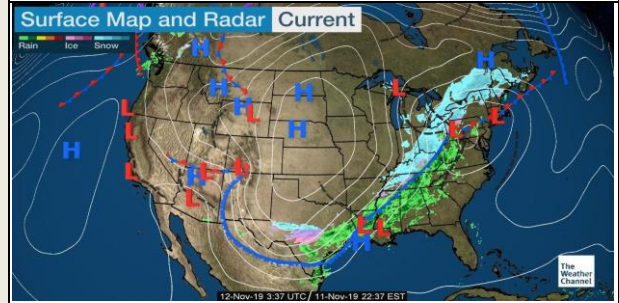 Surface Map and Radar Current
Rain Ice Snow
H
H
L
H
H
H
L
H
L
L
L
H
L
L
H
L
L
L
L
L
L
H
L
The
Weather
Channel
12-Nov-19 3:37 UTC / 11-Nov-19 22:37 EST